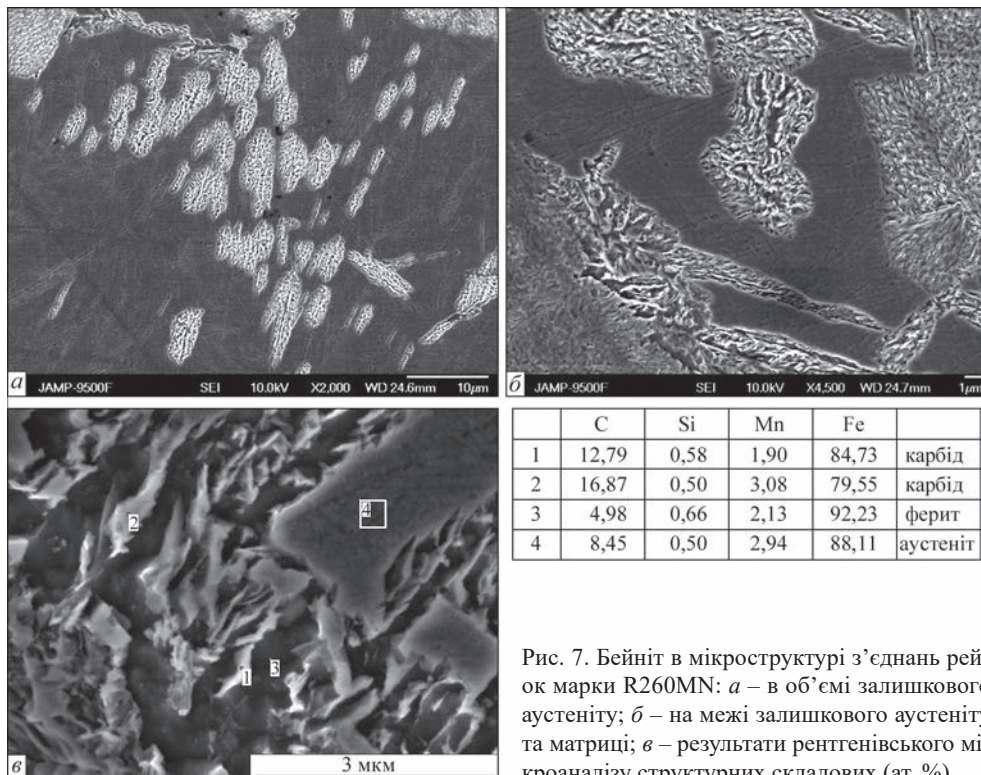 а JAMP-9500F SEI 10.0kV X2,000 WD 24.6mm 10µm
б JAMP-9500F SEI 10.0kV X4,500 WD 24.7mm 1µm
2
4
1
3
в 3 мкм
C Si Mn Fe
1 12,79 0,58 1,90 84,73 карбід
2 16,87 0,50 3,08 79,55 карбід
3 4,98 0,66 2,13 92,23 ферит
4 8,45 0,50 2,94 88,11 аустеніт
Рис. 7. Бейніт в мікроструктурі з’єднань рей-
ок марки R260MN: а – в об’ємі залишкового
аустеніту; б – на межі залишкового аустеніту
та матриці; в – результати рентгенівського мі-
кроаналізу структурних складових (ат. %)